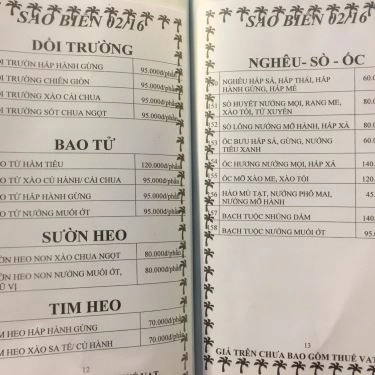 SAO BIỂN 02/16
DỒI TRƯỜNG
TRƯỜN HẤP HÀNH GỪNG 95.000đ/phần
TRƯỜNG CHIÊN GIÒN 95.000đ/phần
TRƯỜNG XÀO CẢI CHUA 95.000đ/phần
TRƯỜNG SỐT CHUA NGỌT 95.000đ/phần
BAO TỬ
TỬ HẦM TIÊU 120.000đ/phần
TỬ XÀO CỦ HÀNH/ CẢI CHUA 95.000đ/phần
TỬ HẤP HÀNH GỪNG 95.000đ/phần
TỬ NƯỚNG MUỐI ỚT 95.000đ/phần
SƯỜN HEO
HEO NON XÀO CHUA NGỌT 80.000đ/phần
HEO NON NƯỚNG MUỐI ỚT, 80.000đ/phần
VỊ
TIM HEO
HEO HẤP HÀNH GỪNG 70.000đ/phần
HEO XÀO SA TẾ/ CỦ HÀNH 70.000đ/phần
12
VAT
SAO BIỂN 02/16
NGHÊU- SÒ - ỐC
NGHÊU HẤP SẢ, HẤP THÁI, HẤP
HÀNH GỪNG, HẤP MẺ
SÒ HUYẾT NƯỚNG MỌI, RANG ME,
XÀO TỎI, TỨ XUYÊN
SÒ LÔNG NƯỚNG MỠ HÀNH, HẤP XẢ
ỐC BƯU HẤP SẢ, GỪNG, NƯỚNG
TIÊU XANH
ỐC HƯƠNG NƯỚNG MỌI, HẤP XẢ
ỐC MỠ XÀO ME, XÀO TỎI
HÀO MÙ TẠT, NƯỚNG PHÔ MAI,
NƯỚNG MỠ HÀNH
BẠCH TUỘC NHÚNG DẤM
158 BẠCH TUỘC NƯỚNG MUỐI ỚT
13
GIÁ TRÊN CHƯA BAO GỒM THUẾ VAT